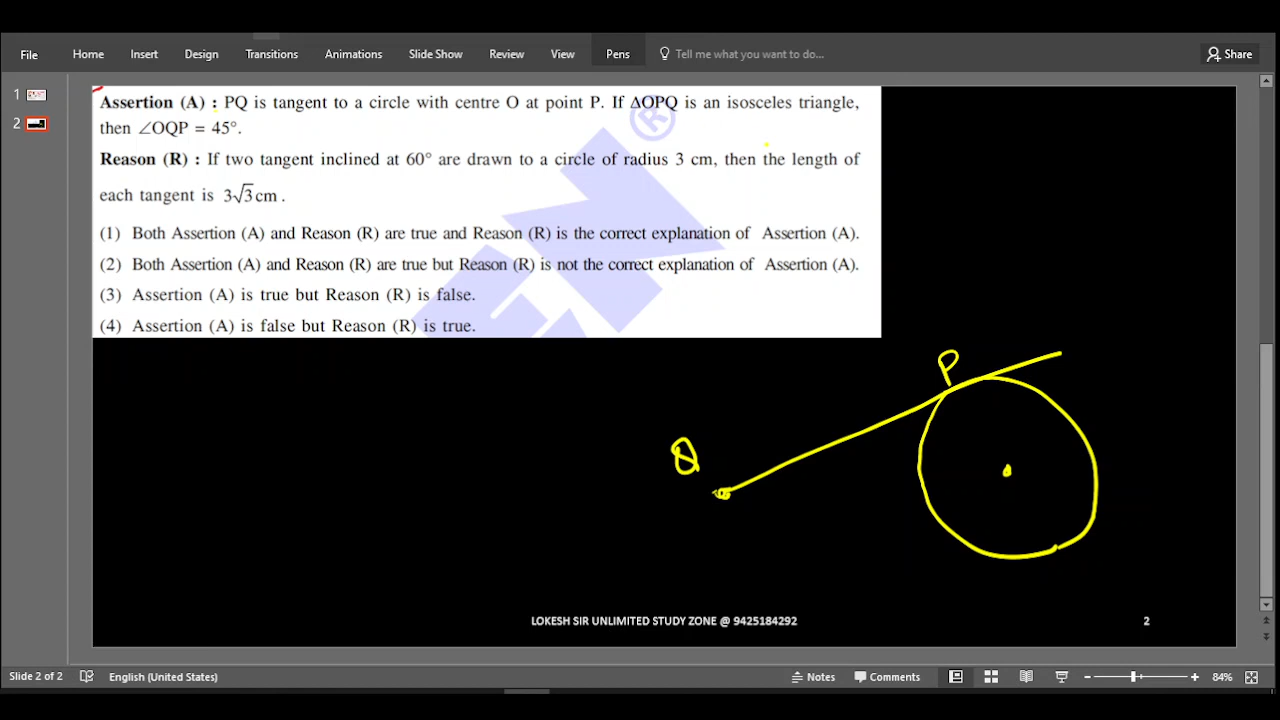 File Home Insert Design Transitions Animations Slide Show Review View Pens Tell me what you want to do... Share
1
2
Assertion (A) : PQ is tangent to a circle with centre O at point P. If ΔOPQ is an isosceles triangle,
then ∠OQP = 45°.
Reason (R) : If two tangent inclined at 60° are drawn to a circle of radius 3 cm, then the length of
each tangent is 3√3 cm .
(1) Both Assertion (A) and Reason (R) are true and Reason (R) is the correct explanation of Assertion (A).
(2) Both Assertion (A) and Reason (R) are true but Reason (R) is not the correct explanation of Assertion (A).
(3) Assertion (A) is true but Reason (R) is false.
(4) Assertion (A) is false but Reason (R) is true.
P
Q
LOKESH SIR UNLIMITED STUDY ZONE @ 9425184292 2
Slide 2 of 2 English (United States) Notes Comments 84%